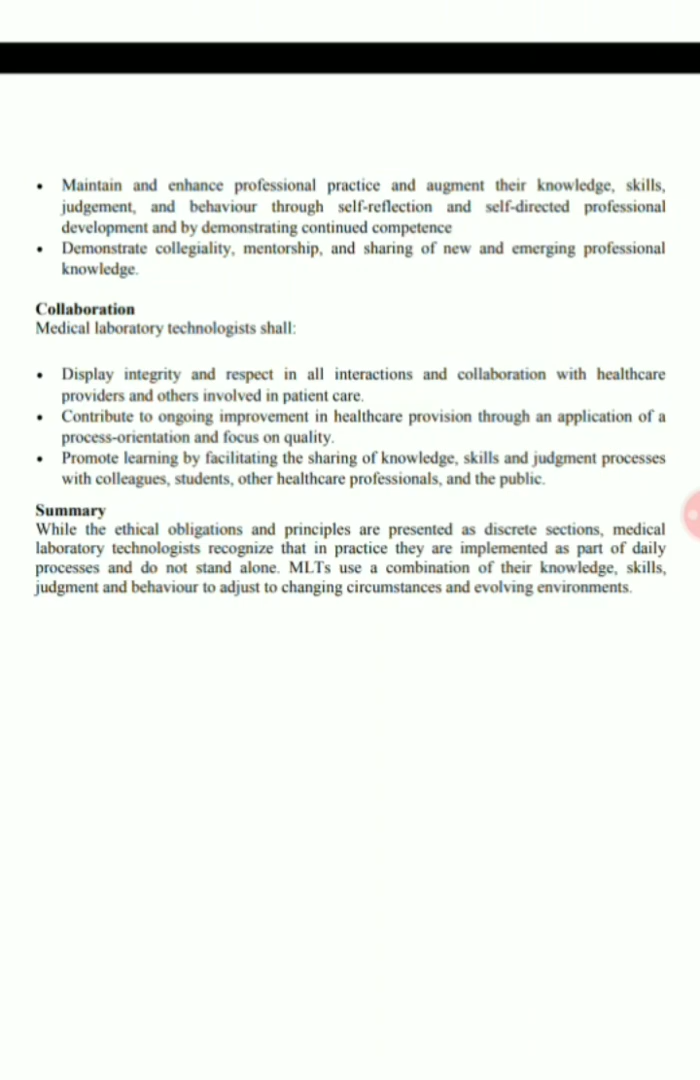 • Maintain and enhance professional practice and augment their knowledge, skills,
judgement, and behaviour through self-reflection and self-directed professional
development and by demonstrating continued competence
• Demonstrate collegiality, mentorship, and sharing of new and emerging professional
knowledge.
Collaboration
Medical laboratory technologists shall:
• Display integrity and respect in all interactions and collaboration with healthcare
providers and others involved in patient care.
• Contribute to ongoing improvement in healthcare provision through an application of a
process-orientation and focus on quality.
• Promote learning by facilitating the sharing of knowledge, skills and judgment processes
with colleagues, students, other healthcare professionals, and the public.
Summary
While the ethical obligations and principles are presented as discrete sections, medical
laboratory technologists recognize that in practice they are implemented as part of daily
processes and do not stand alone. MLTs use a combination of their knowledge, skills,
judgment and behaviour to adjust to changing circumstances and evolving environments.